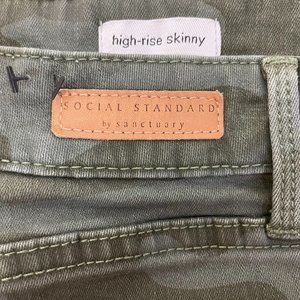 high-rise skinny
SOCIAL STANDARD
by sanctuary